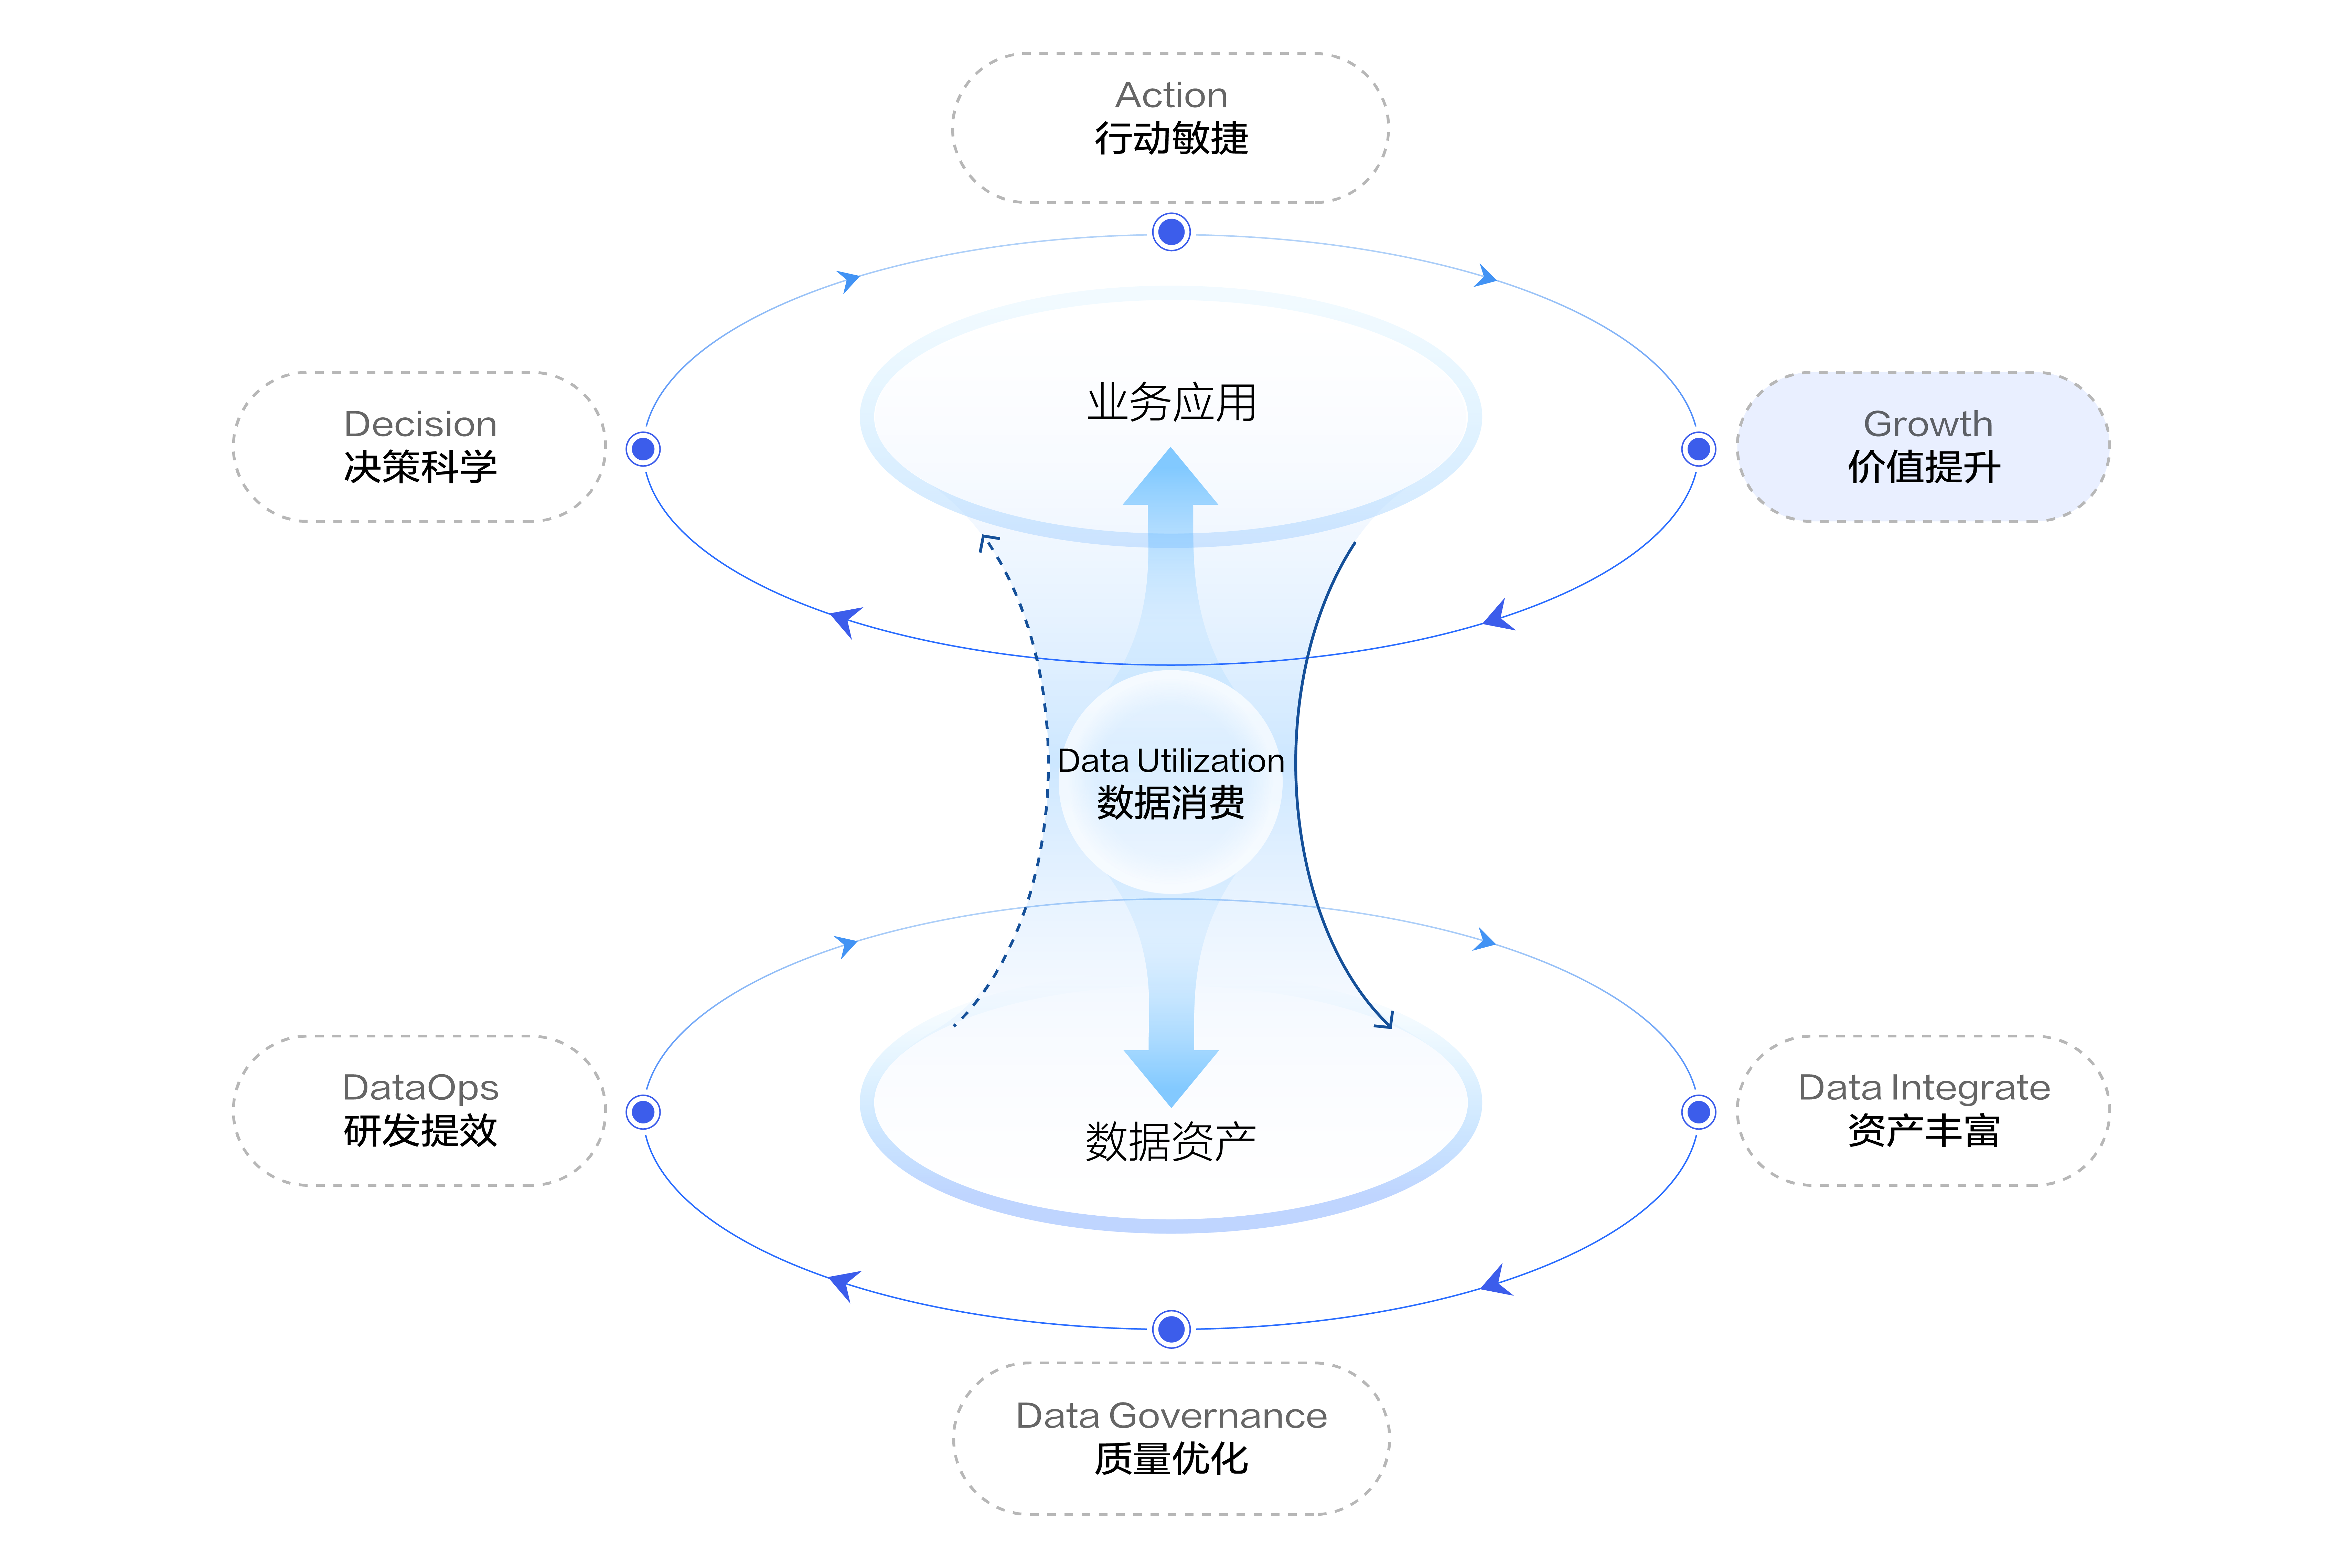 Action
行动敏捷
业务应用
Decision
决策科学
Growth
价值提升
Data Utilization
数据消费
DataOps
研发提效
Data Integrate
资产丰富
数据资产
Data Governance
质量优化